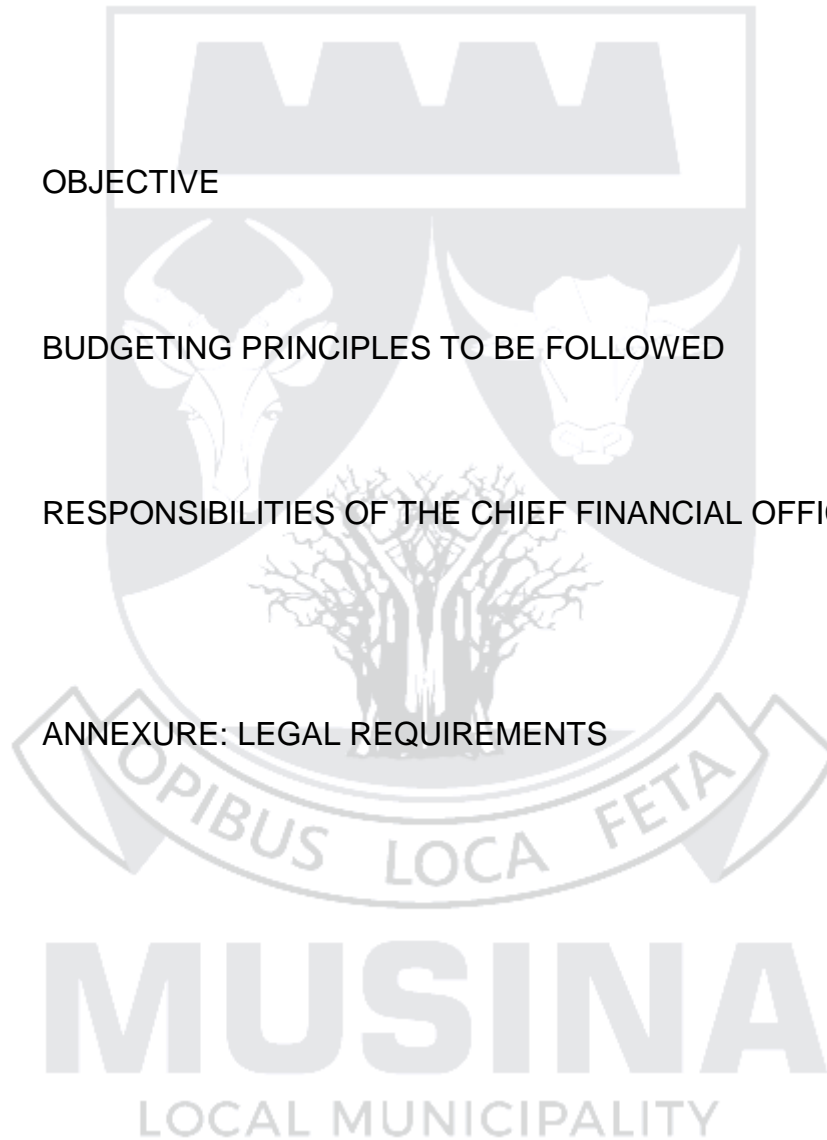 OBJECTIVE
BUDGETING PRINCIPLES TO BE FOLLOWED
RESPONSIBILITIES OF THE CHIEF FINANCIAL
ANNEXURE: LEGAL REQUIREMENTS
OPIBUS LOCA FETA
MUSINA
LOCAL MUNICIPALITY